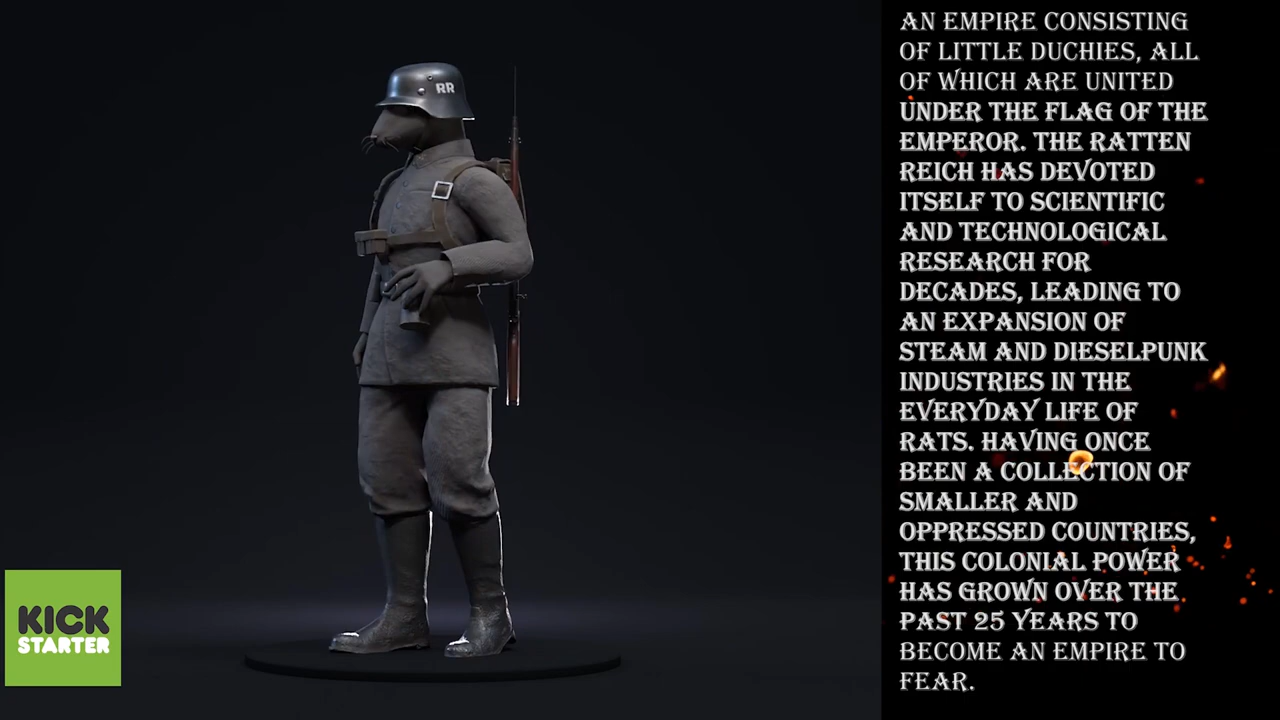 RR
KICK
STARTER
AN EMPIRE CONSISTING
OF LITTLE DUCHIES, ALL
OF WHICH ARE UNITED
UNDER THE FLAG OF THE
EMPEROR. THE RATTEN
REICH HAS DEVOTED
ITSELF TO SCIENTIFIC
AND TECHNOLOGICAL
RESEARCH FOR
DECADES, LEADING TO
AN EXPANSION OF
STEAM AND DIESELPUNK
INDUSTRIES IN THE
EVERYDAY LIFE OF
RATS. HAVING ONCE
BEEN A COLLECTION OF
SMALLER AND
OPPRESSED COUNTRIES,
THIS COLONIAL POWER
HAS GROWN OVER THE
PAST 25 YEARS TO
BECOME AN EMPIRE TO
FEAR.